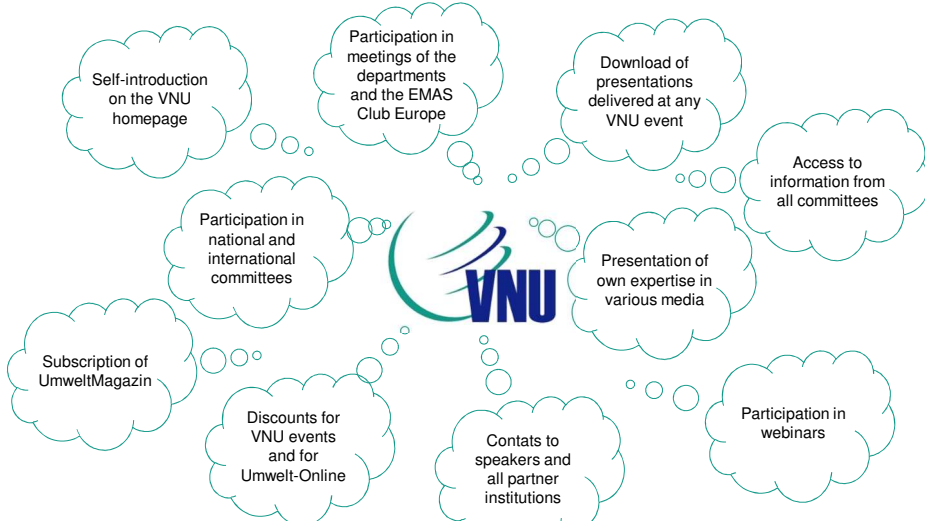 Self-introduction
on the VNU
homepage
Participation in
meetings of the
departments
and the EMAS
Club Europe
Download of
presentations
delivered at any
VNU event
Access to
information from
all committees
Participation in
national and
international
committees
VNU
Presentation of
own expertise in
various media
Subscription of
UmweltMagazin
Discounts for
VNU events
and for
Umwelt-Online
Contats to
speakers and
all partner
institutions
Participation in
webinars